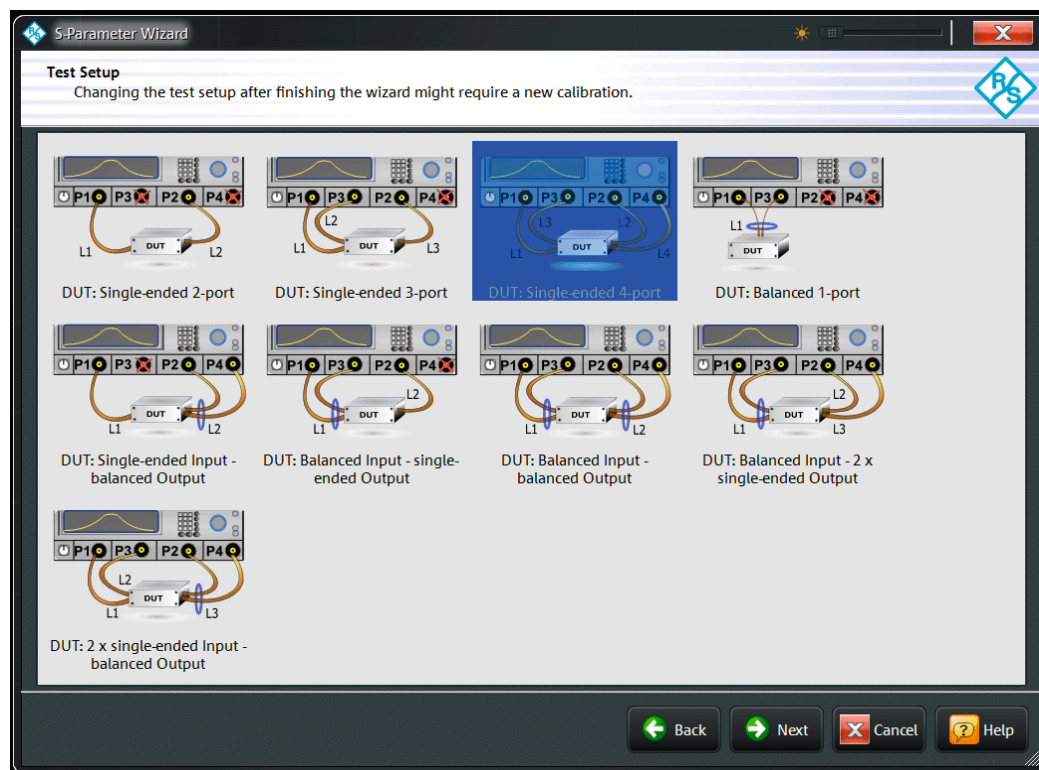 S-Parameter Wizard
Test Setup
Changing the test setup after finishing the wizard might require a new calibration.
R/S
P1 P3 P2 P4
L1 DUT L2
DUT: Single-ended 2-port
P1 P3 P2 P4
L2
L1 DUT L3
DUT: Single-ended 3-port
P1 P3 P2 P4
L3 L2
L1 DUT L4
DUT: Single-ended 4-port
P1 P3 P2 P4
L1
DUT
DUT: Balanced 1-port
P1 P3 P2 P4
DUT
L1 L2
DUT: Single-ended Input -
balanced Output
P1 P3 P2 P4
L2
DUT
L1
DUT: Balanced Input - single-
ended Output
P1 P3 P2 P4
DUT
L1 L2
DUT: Balanced Input -
balanced Output
P1 P3 P2 P4
L2
DUT
L1 L3
DUT: Balanced Input - 2 x
single-ended Output
P1 P3 P2 P4
L2
DUT
L1 L3
DUT: 2 x single-ended Input -
balanced Output
Back Next Cancel Help